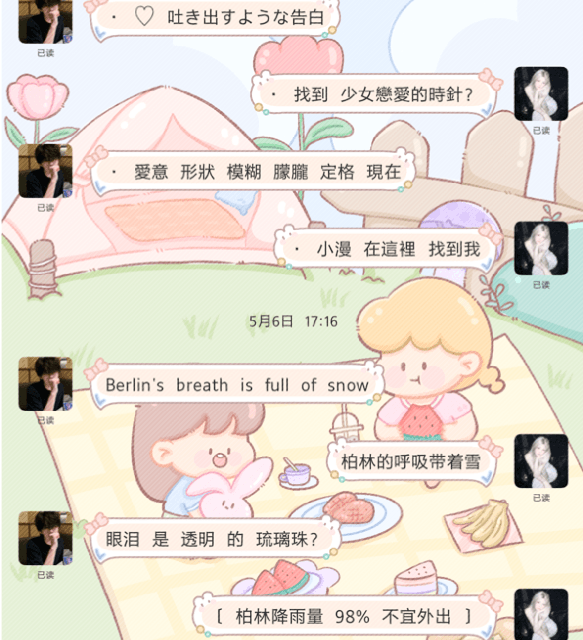 · ♡ 吐き出すような告白
已读
· 找到 少女戀愛的時針?
已读
· 愛意 形狀 模糊 朦朧 定格 現在
已读
· 小漫 在這裡 找到我
已读
5月6日 17:16
Berlin's breath is full of snow
已读
柏林的呼吸带着雪
已读
眼泪 是 透明 的 琉璃珠?
已读
[ 柏林降雨量 98% 不宜外出 ]